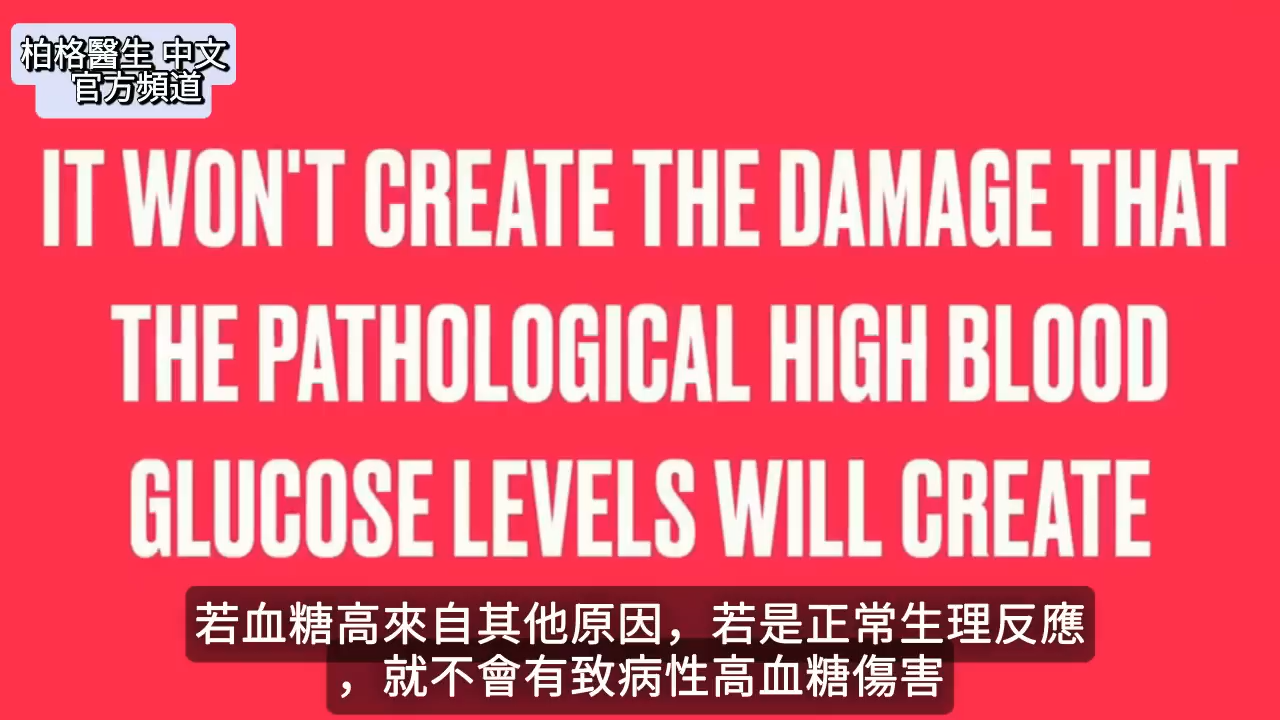 柏格醫生 中文
官方頻道
IT WON'T CREATE THE DAMAGE THAT
THE PATHOLOGICAL HIGH BLOOD
GLUCOSE LEVELS WILL CREATE
若血糖高來自其他原因，若是正常生理反應
，就不會有致病性高血糖傷害